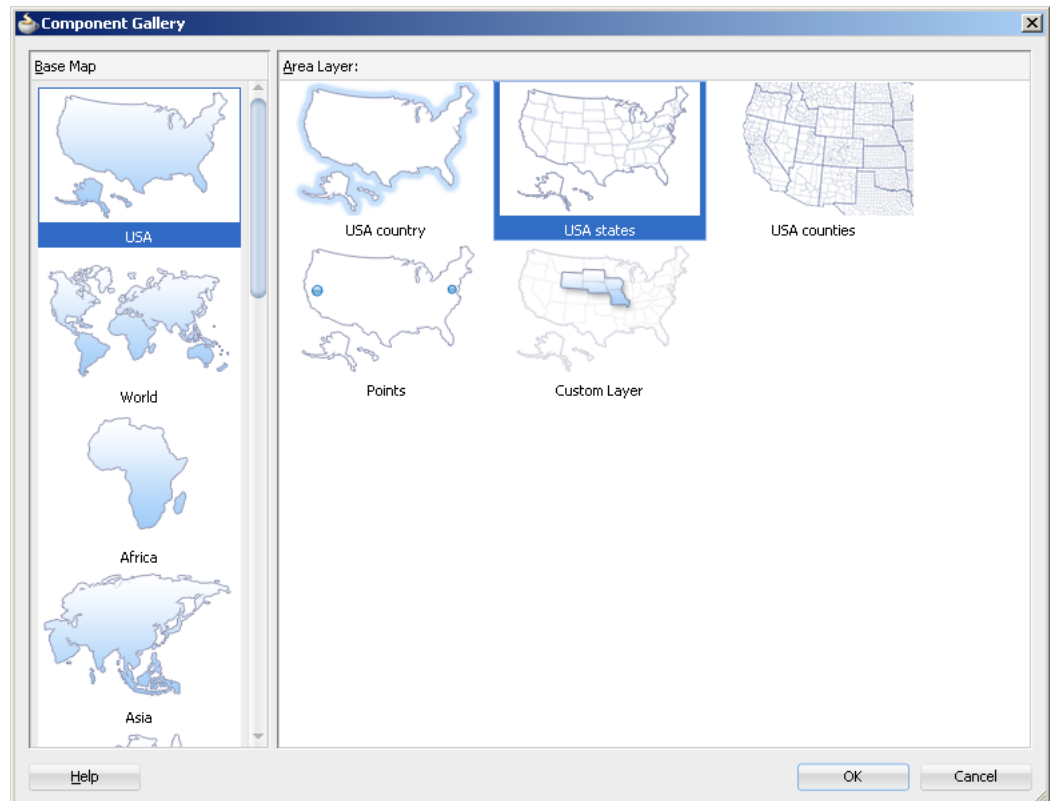 Component Gallery
Base Map
Area Layer:
USA
World
Africa
Asia
USA country
USA states
USA counties
Points
Custom Layer
Help
OK
Cancel